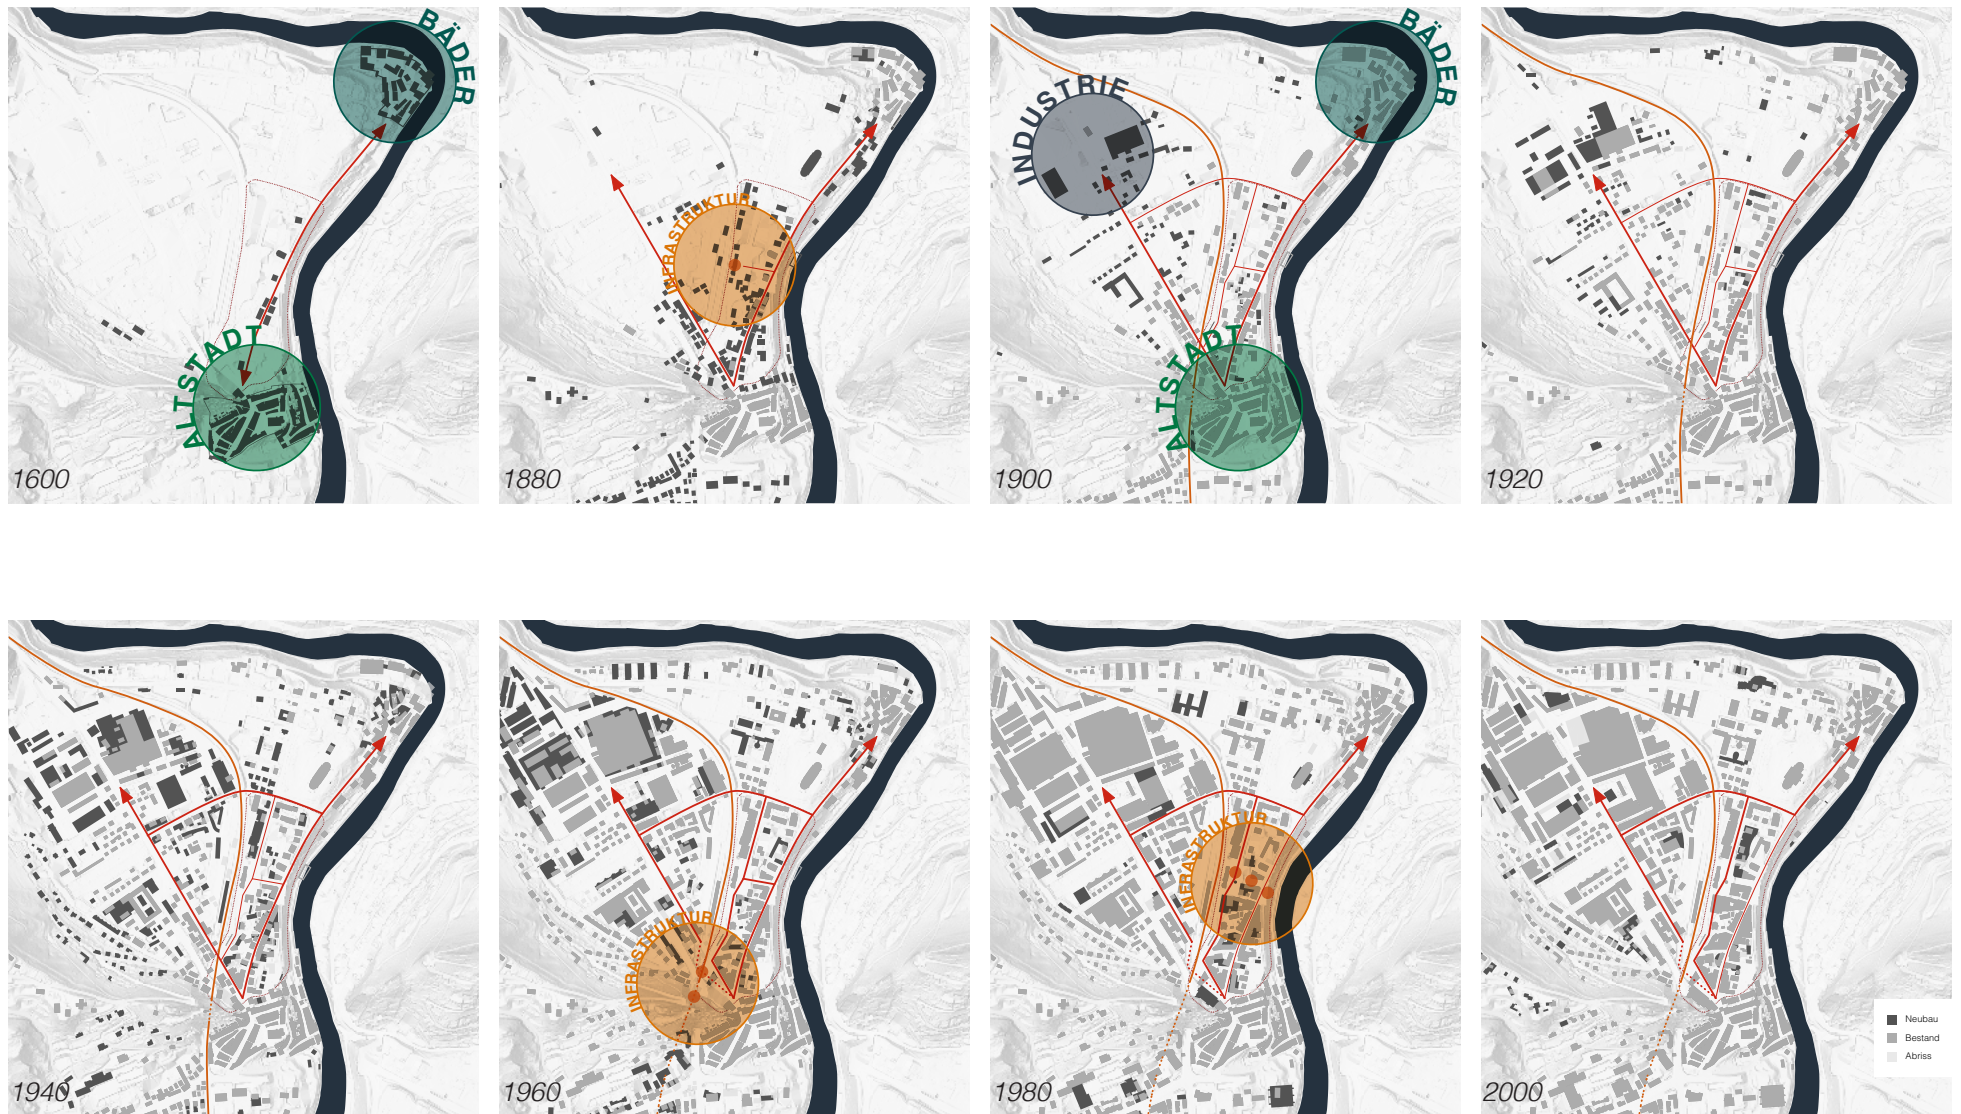 BÄDER
ALTSTADT
1600
INFRASTRUKTUR
1880
INDUSTRIE
BÄDER
ALTSTADT
1900
1920
1940
INFRASTRUKTUR
1960
INFRASTRUKTUR
1980
2000
Neubau
Bestand
Abriss